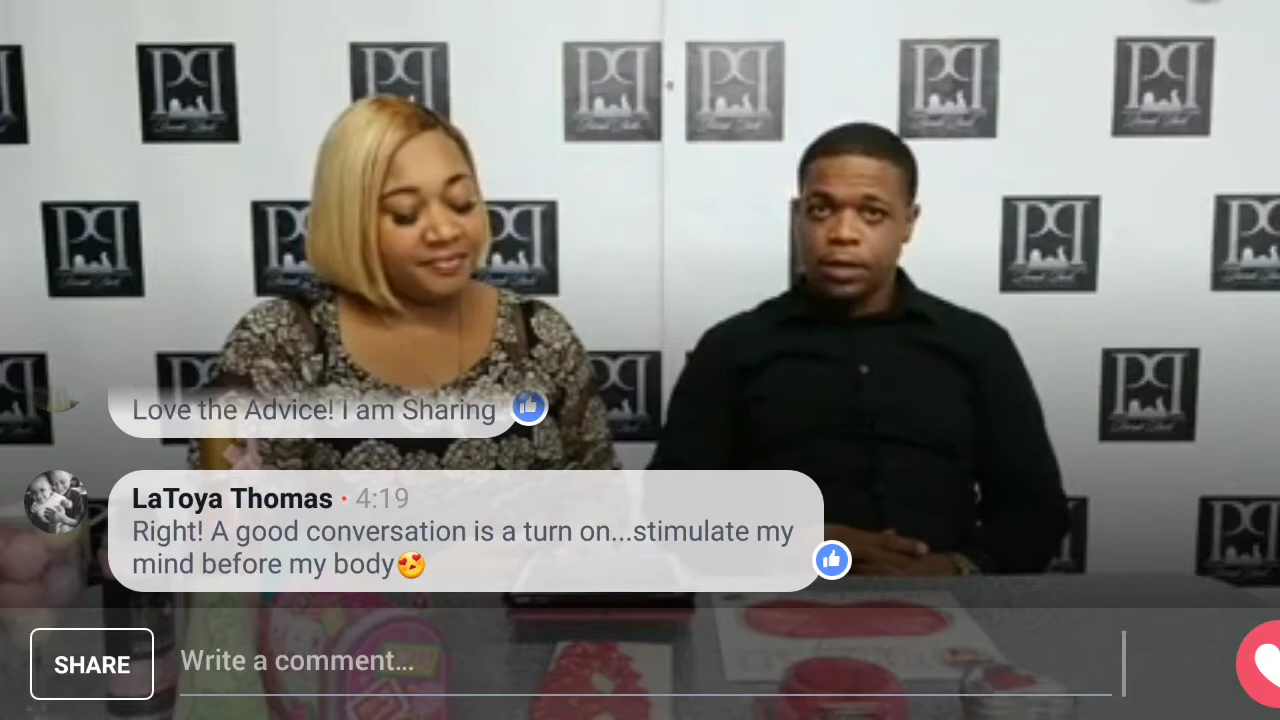 Love the Advice! I am Sharing
LaToya Thomas • 4:19
Right! A good conversation is a turn on...stimulate my
mind before my body😍
SHARE
Write a comment...